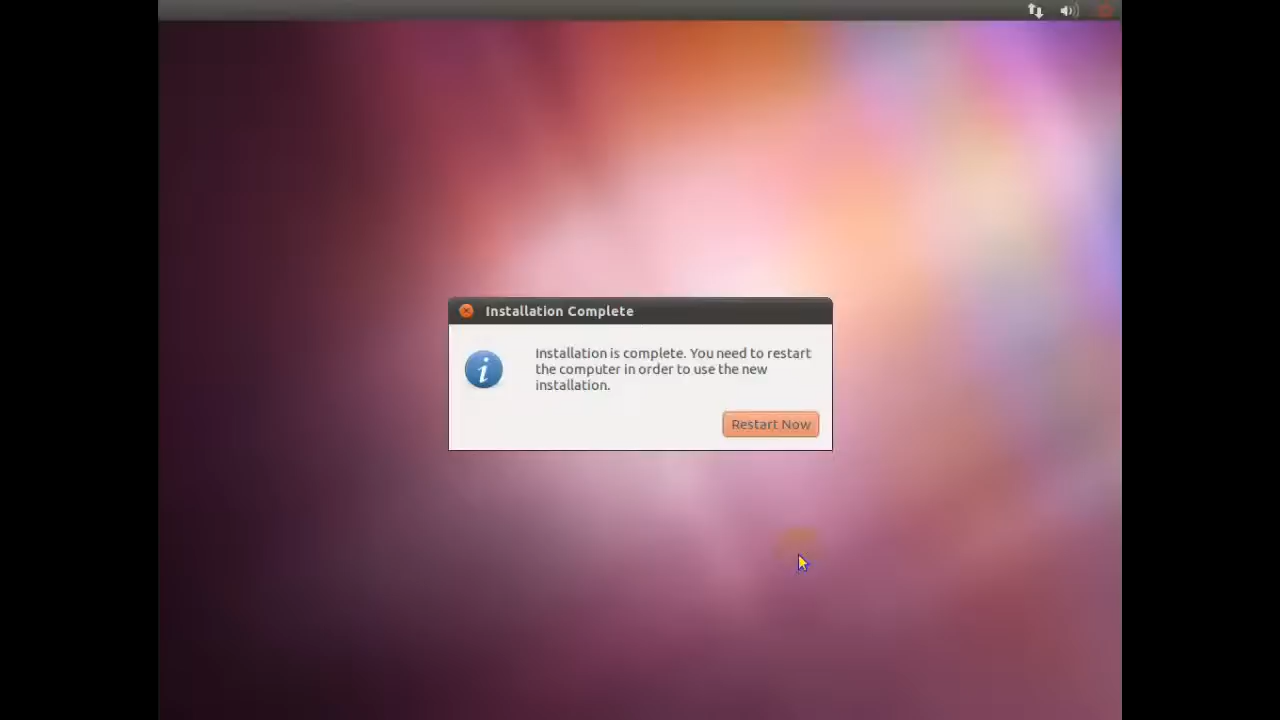 Installation Complete
Installation is complete. You need to restart
the computer in order to use the new
installation.
Restart Now